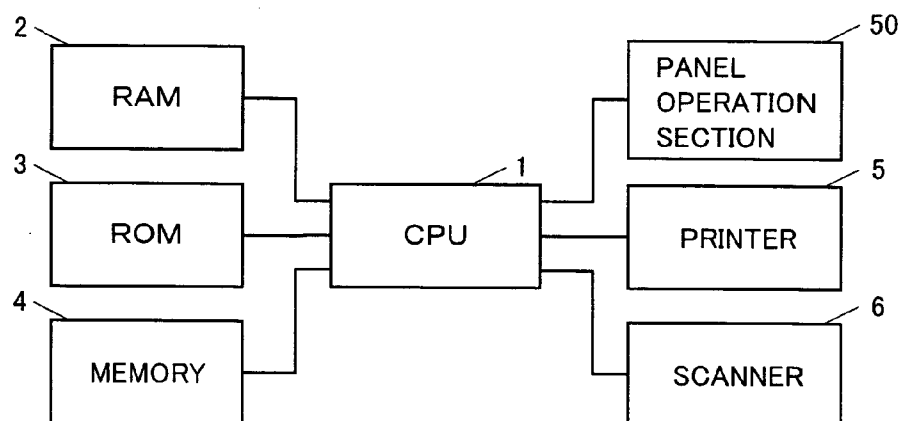 2
RAM
3
ROM
4
MEMORY
1
CPU
50
PANEL
OPERATION
SECTION
5
PRINTER
6
SCANNER